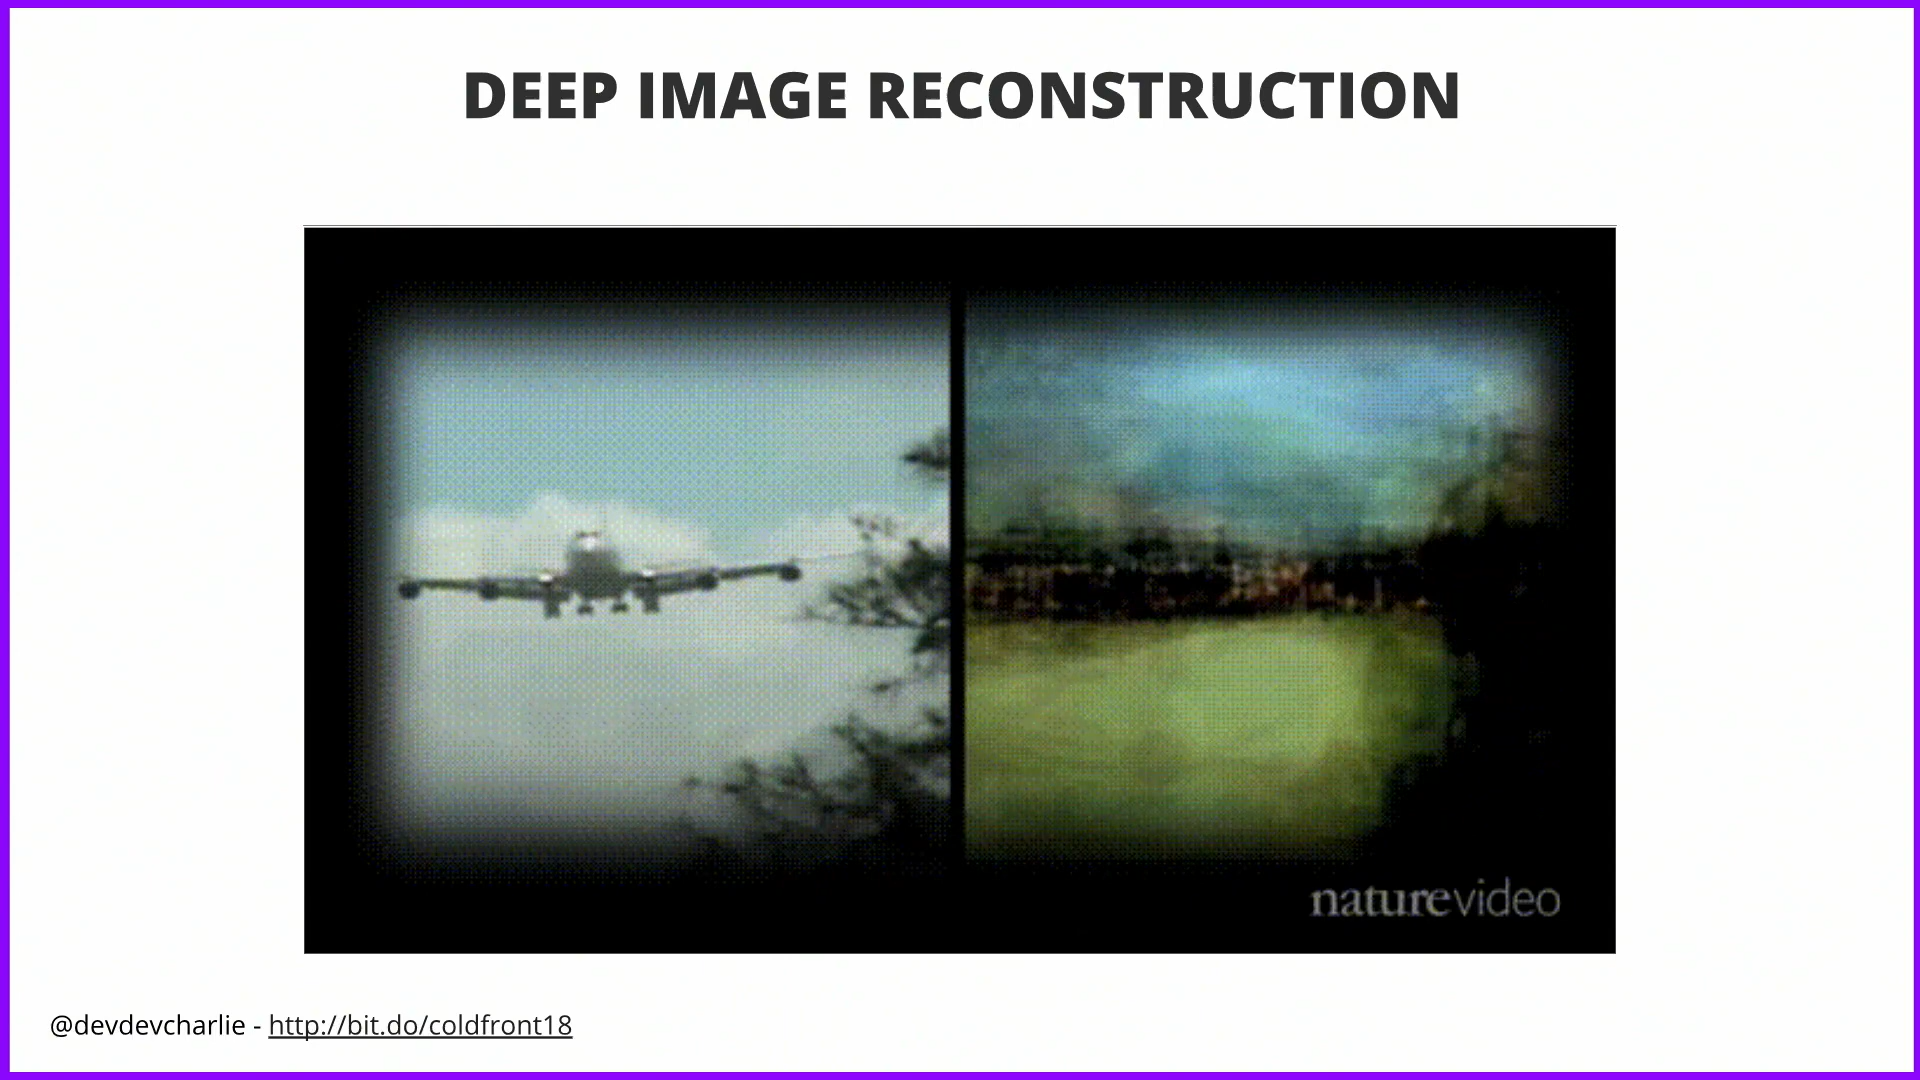 DEEP IMAGE RECONSTRUCTION
naturevideo
@devdevcharlie - http://bit.do/coldfront18